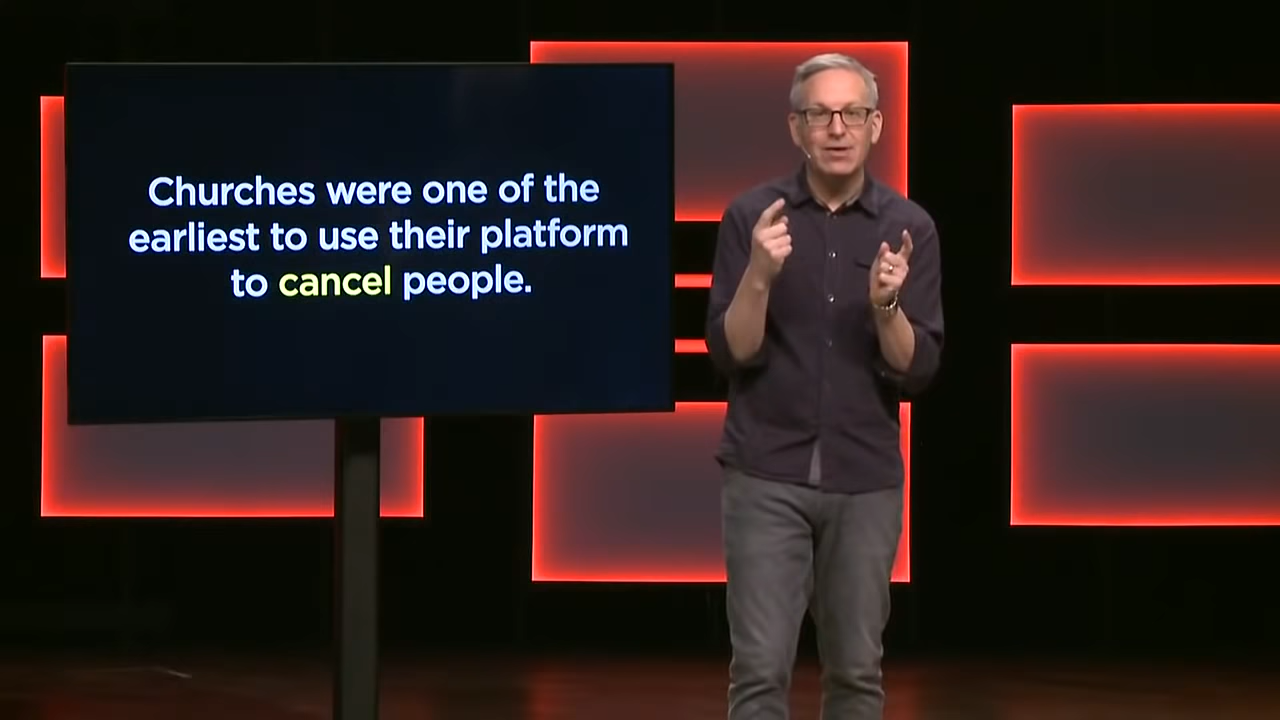 Churches were one of the
earliest to use their platform
to cancel people.